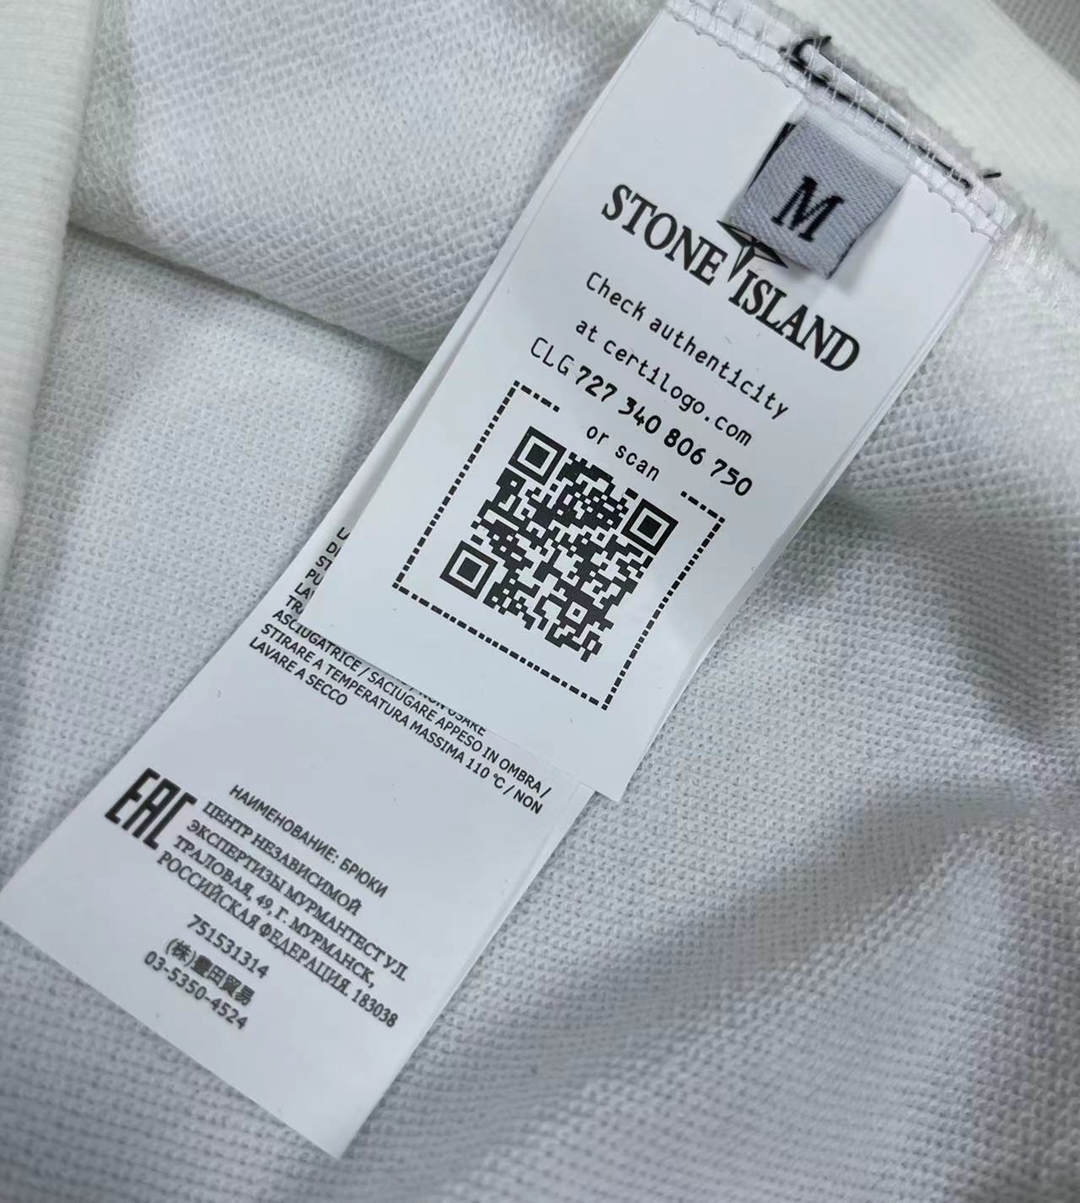 M
STONE ISLAND
Check authenticity
at certilogo.com
CLG 727 340 806 750
or scan
ASCIUGATRICE / SCIUGARE APPESO IN OMBRA /
STIRARE A TEMPERATURA MASSIMA 110 °C / NON
LAVARE A SECCO
EAC
НАИМЕНОВАНИЕ: БРЮКИ
ЦЕНТР НЕЗАВИСИМОЙ
ЭКСПЕРТИЗЫ МУРМАНТЕСТ УЛ.
ТРАЛОВАЯ, 49, Г. МУРМАНСК,
РОССИЙСКАЯ ФЕДЕРАЦИЯ. 183038
751531314
(株)豊田貿易
03-5350-4524